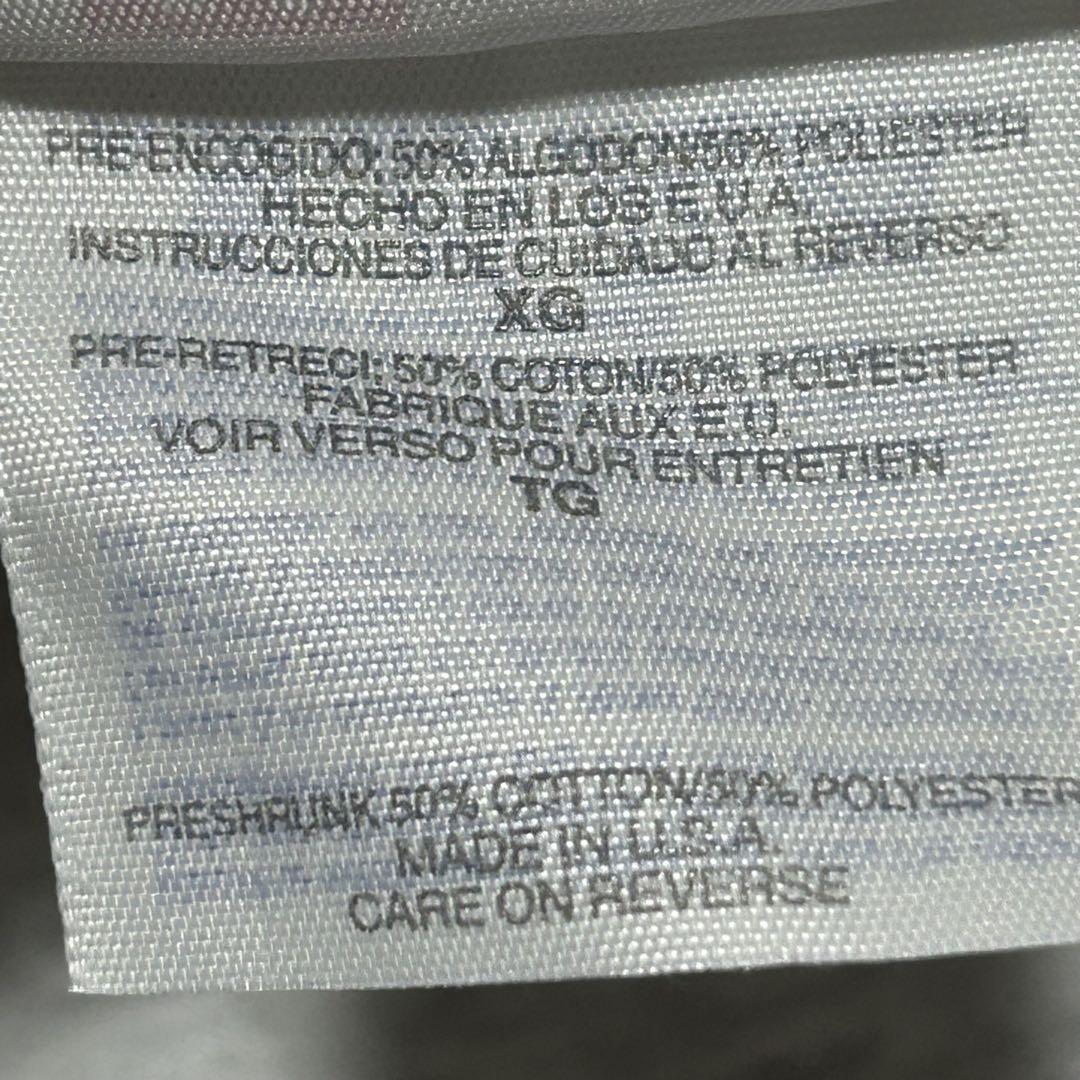 PRE-ENCOGIDO; 50% ALGODON/50% POLIESTER
HECHO EN LOS E.U.A.
INSTRUCCIONES DE CUIDADO AL REVERSO
XG
PRE-RETRECI: 50% COTON/50% POLYESTER
FABRIQUE AUX E.U.
VOIR VERSO POUR ENTRETIEN
TG
PRESHRUNK 50% COTTON/50% POLYESTER
MADE IN U.S.A.
CARE ON REVERSE